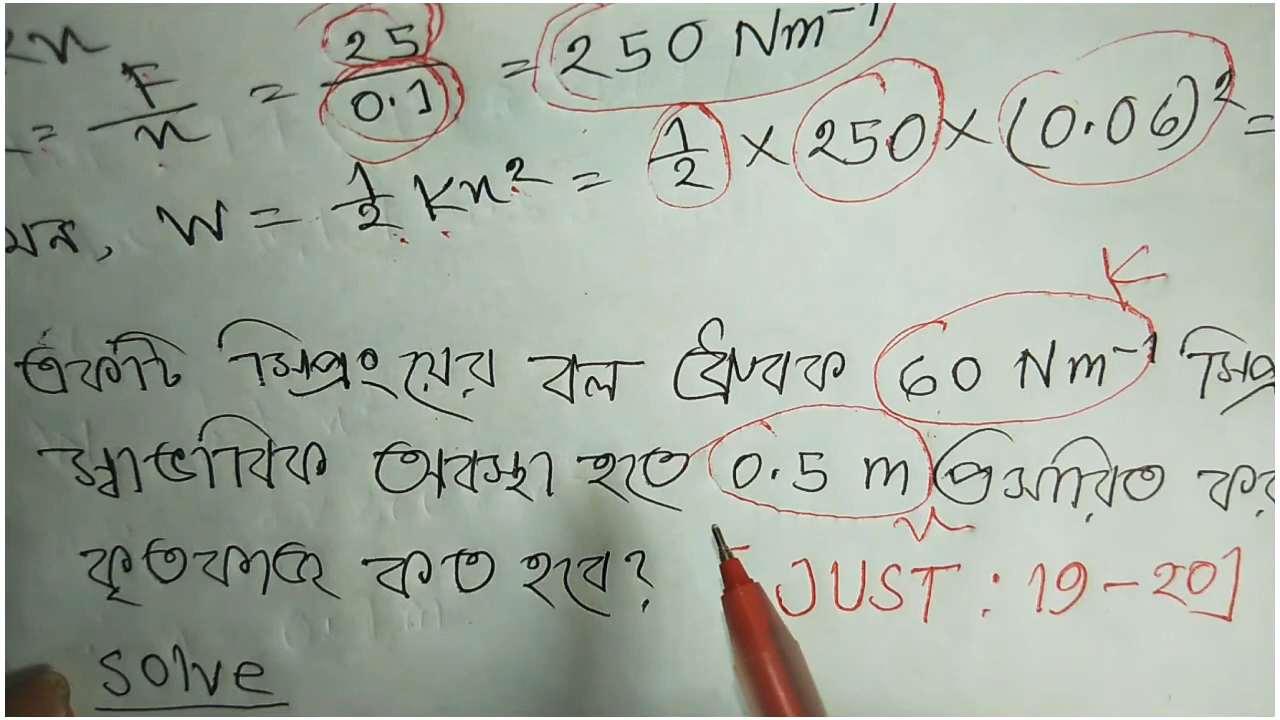 = F/x = 25/0.1 = 250 Nm⁻¹
W = 1/2 Kx² = 1/2 × 250 × (0.06)² =
K
একটি স্প্রিংয়ের বল ধ্রুবক 60 Nm⁻¹
স্বাভাবিক অবস্থা হতে 0.5 m প্রসারিত
x
কৃতকাজ কত হবে? [JUST : 19-20]
Solve